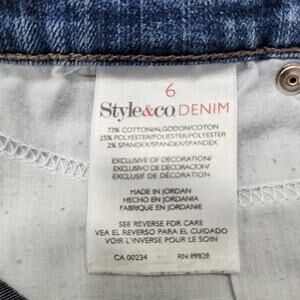 6
Style&co. DENIM
73% COTTON/ALGODON/COTON
25% POLYESTER/POLIESTER/POLYESTER
2% SPANDEX/SPANDEX/SPANDEX
EXCLUSIVE OF DECORATION/
EXCLUSIVO DE DECORACION/
EXCLUSIF DE DECORATION
MADE IN JORDAN
HECHO EN JORDANIA
FABRIQUE EN JORDANIE
SEE REVERSE FOR CARE
VEA EL REVERSO PARA EL CUIDADO
VOIR L'INVERSE POUR LE SOIN
CA 00234 RN 89828